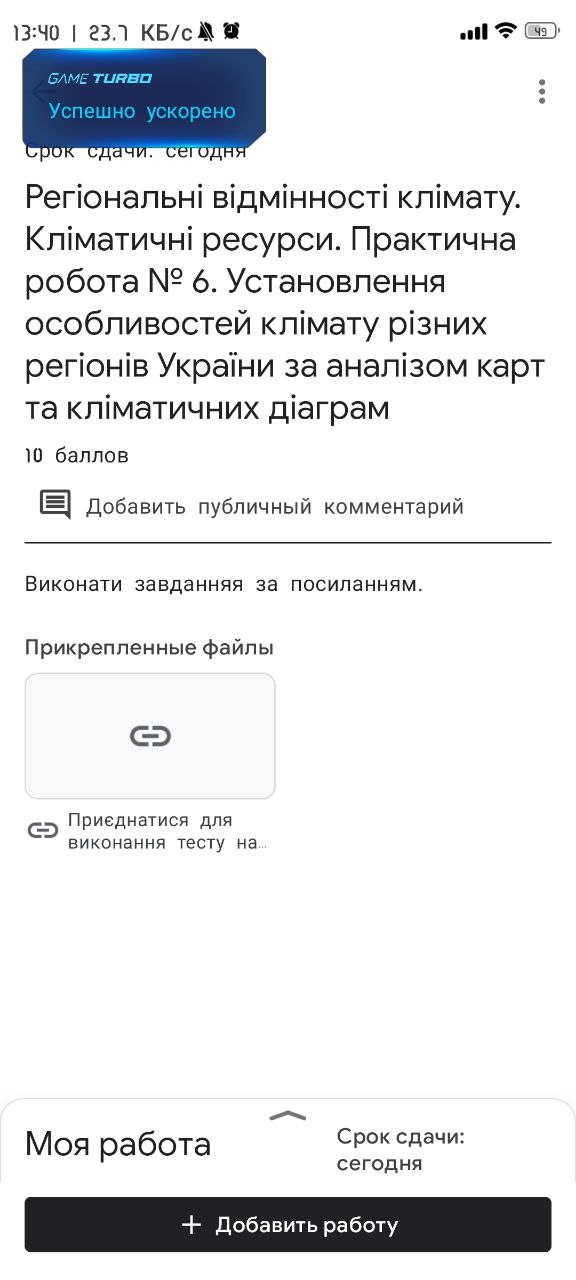 13:40 | 23.7 КБ/с 49
GAME TURBO
Успешно ускорено
Срок сдачи: сегодня
Регіональні відмінності клімату.
Кліматичні ресурси. Практична
робота № 6. Установлення
особливостей клімату різних
регіонів України за аналізом карт
та кліматичних діаграм
10 баллов
Добавить публичный комментарий
Виконати завданняя за посиланням.
Прикрепленные файлы
Приєднатися для
виконання тесту на...
Моя работа
Срок сдачи:
сегодня
+ Добавить работу